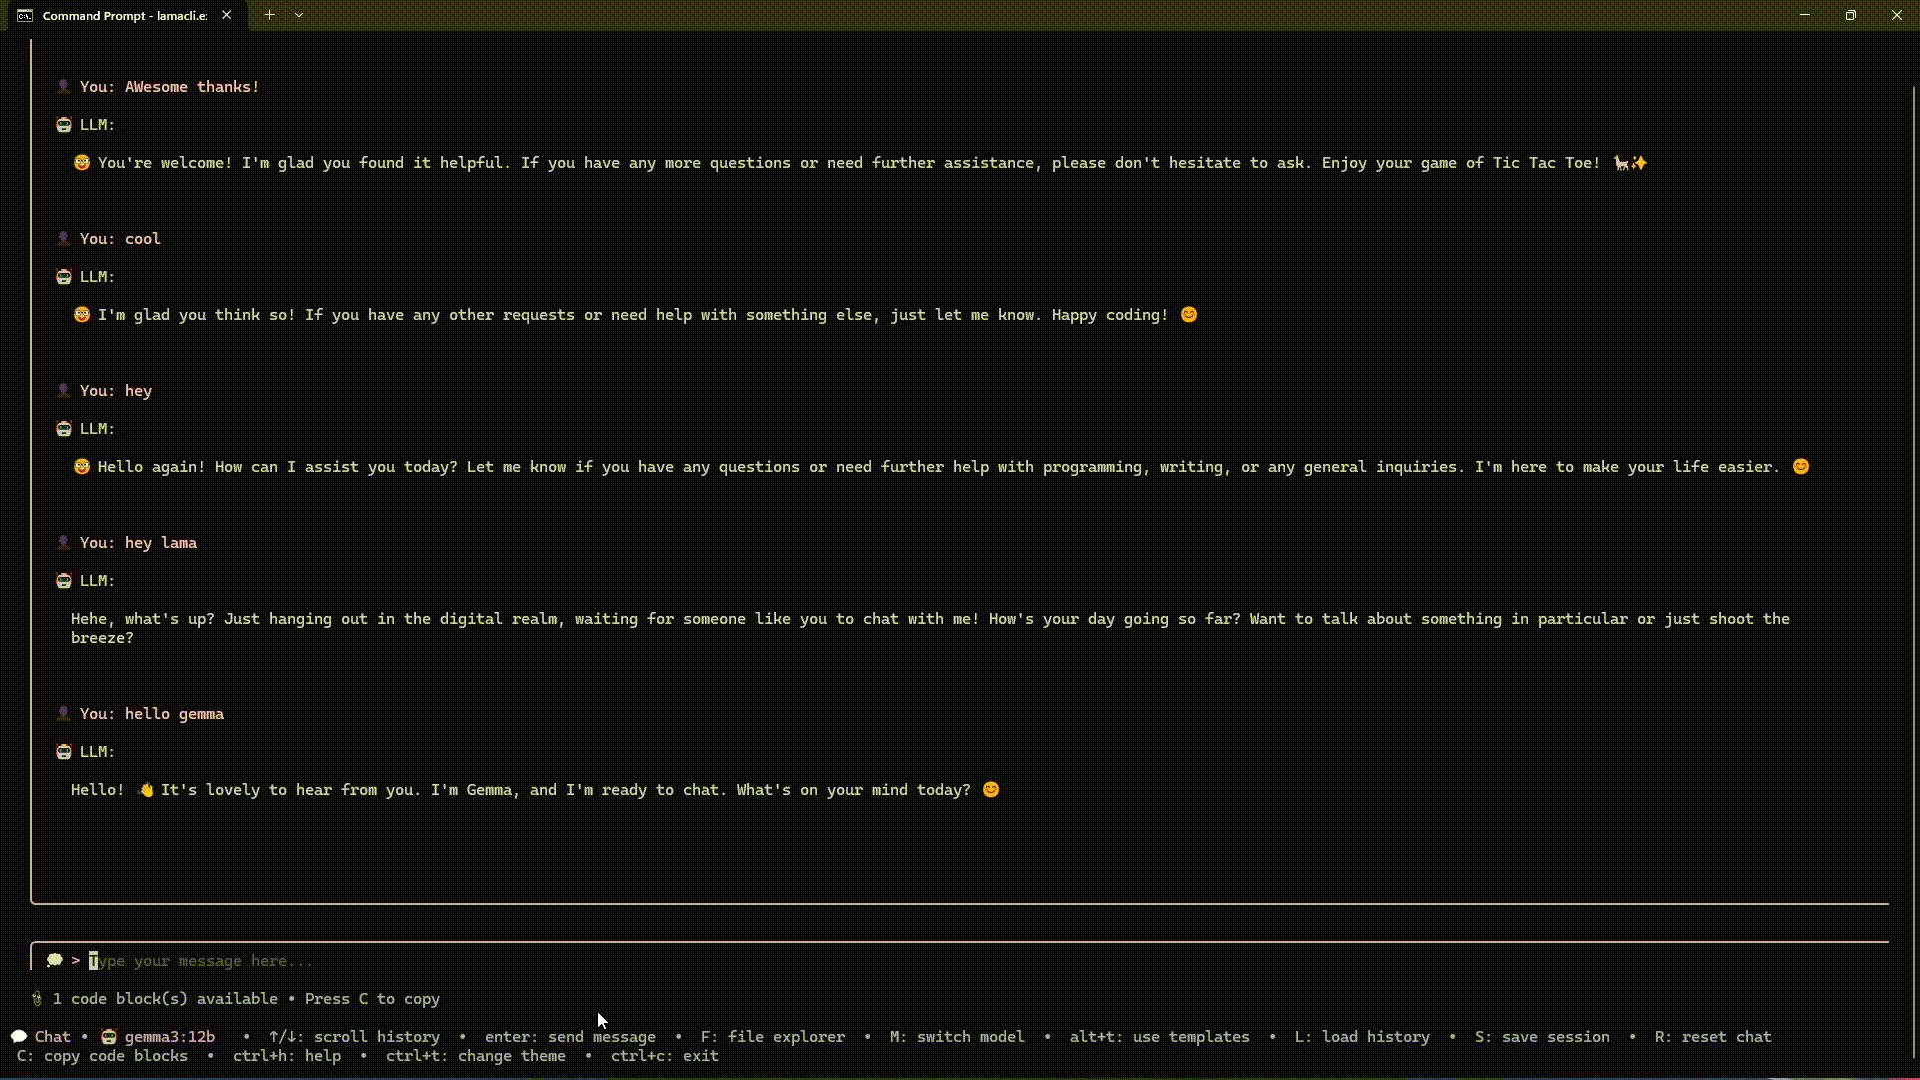 Command Prompt - lamacli.e
You: AWesome thanks!
LLM:
You're welcome! I'm glad you found it helpful. If you have any more questions or need further assistance, please don't hesitate to ask. Enjoy your game of Tic Tac Toe! 🐕✨
You: cool
LLM:
I'm glad you think so! If you have any other requests or need help with something else, just let me know. Happy coding! 😊
You: hey
LLM:
Hello again! How can I assist you today? Let me know if you have any questions or need further help with programming, writing, or any general inquiries. I'm here to make your life easier. 😊
You: hey lama
LLM:
Hehe, what's up? Just hanging out in the digital realm, waiting for someone like you to chat with me! How's your day going so far? Want to talk about something in particular or just shoot the
breeze?
You: hello gemma
LLM:
Hello! 👋 It's lovely to hear from you. I'm Gemma, and I'm ready to chat. What's on your mind today? 😊
> Type your message here...
1 code block(s) available • Press C to copy
Chat • gemma3:12b • ↑/↓: scroll history • enter: send message • F: file explorer • M: switch model • alt+t: use templates • L: load history • S: save session • R: reset chat
C: copy code blocks • ctrl+h: help • ctrl+t: change theme • ctrl+c: exit